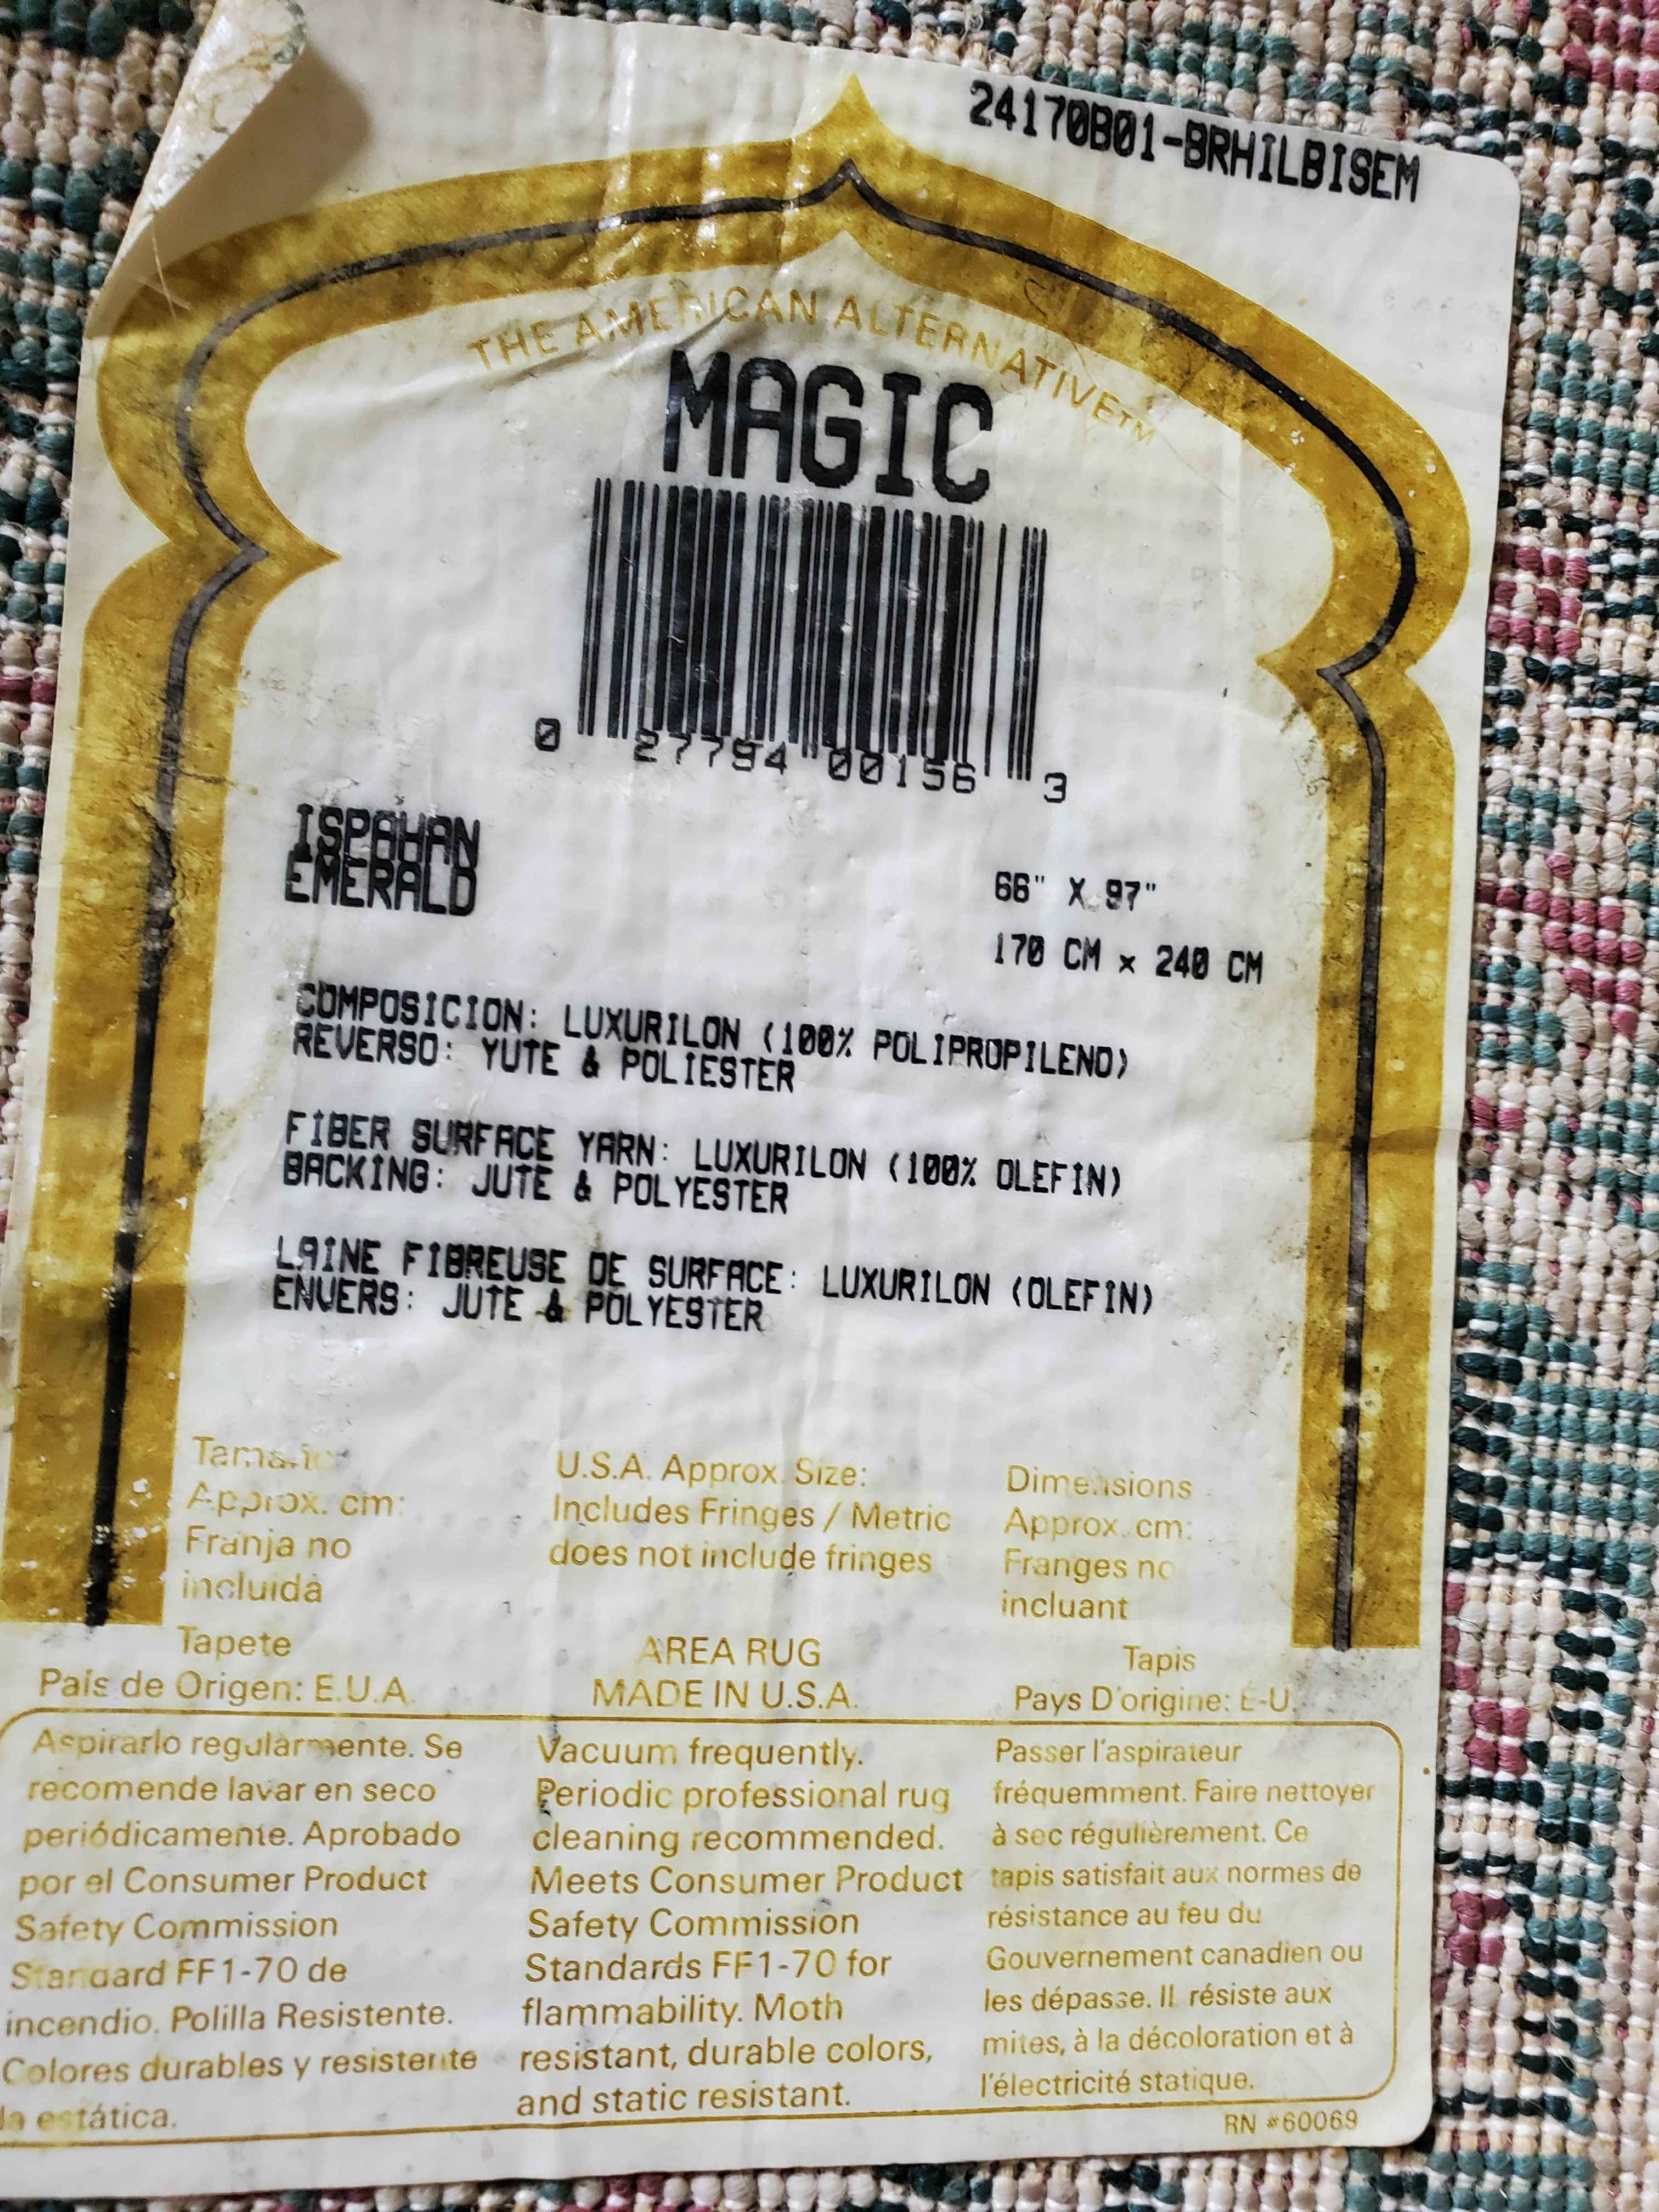 24170B01-BRHILBISEM
THE AMERICAN ALTERNATIVE™
MAGIC
0 27794 00156 3
ISPAHAN
EMERALD
66" X 97"
170 CM x 240 CM
COMPOSICION: LUXURILON (100% POLIPROPILENO)
REVERSO: YUTE & POLIESTER
FIBER SURFACE YARN: LUXURILON (100% OLEFIN)
BACKING: JUTE & POLYESTER
LAINE FIBREUSE DE SURFACE: LUXURILON (OLEFIN)
ENVERS: JUTE & POLYESTER
Tamaño
Approx. cm:
Franja no
incluida
U.S.A. Approx. Size:
Includes Fringes / Metric
does not include fringes
Dimensions
Approx. cm:
Franges no
incluant
Tapete
País de Origen: E.U.A.
AREA RUG
MADE IN U.S.A.
Tapis
Pays D'origine: E-U.
Aspirarlo regularmente. Se
recomende lavar en seco
periódicamente. Aprobado
por el Consumer Product
Safety Commission
Standard FF1-70 de
incendio. Polilla Resistente.
Colores durables y resistente
la estática.
Vacuum frequently.
Periodic professional rug
cleaning recommended.
Meets Consumer Product
Safety Commission
Standards FF1-70 for
flammability. Moth
resistant, durable colors,
and static resistant.
Passer l'aspirateur
fréquemment. Faire nettoyer
à sec régulièrement. Ce
tapis satisfait aux normes de
résistance au feu du
Gouvernement canadien ou
les dépasse. Il résiste aux
mites, à la décoloration et à
l'électricité statique.
RN #60069